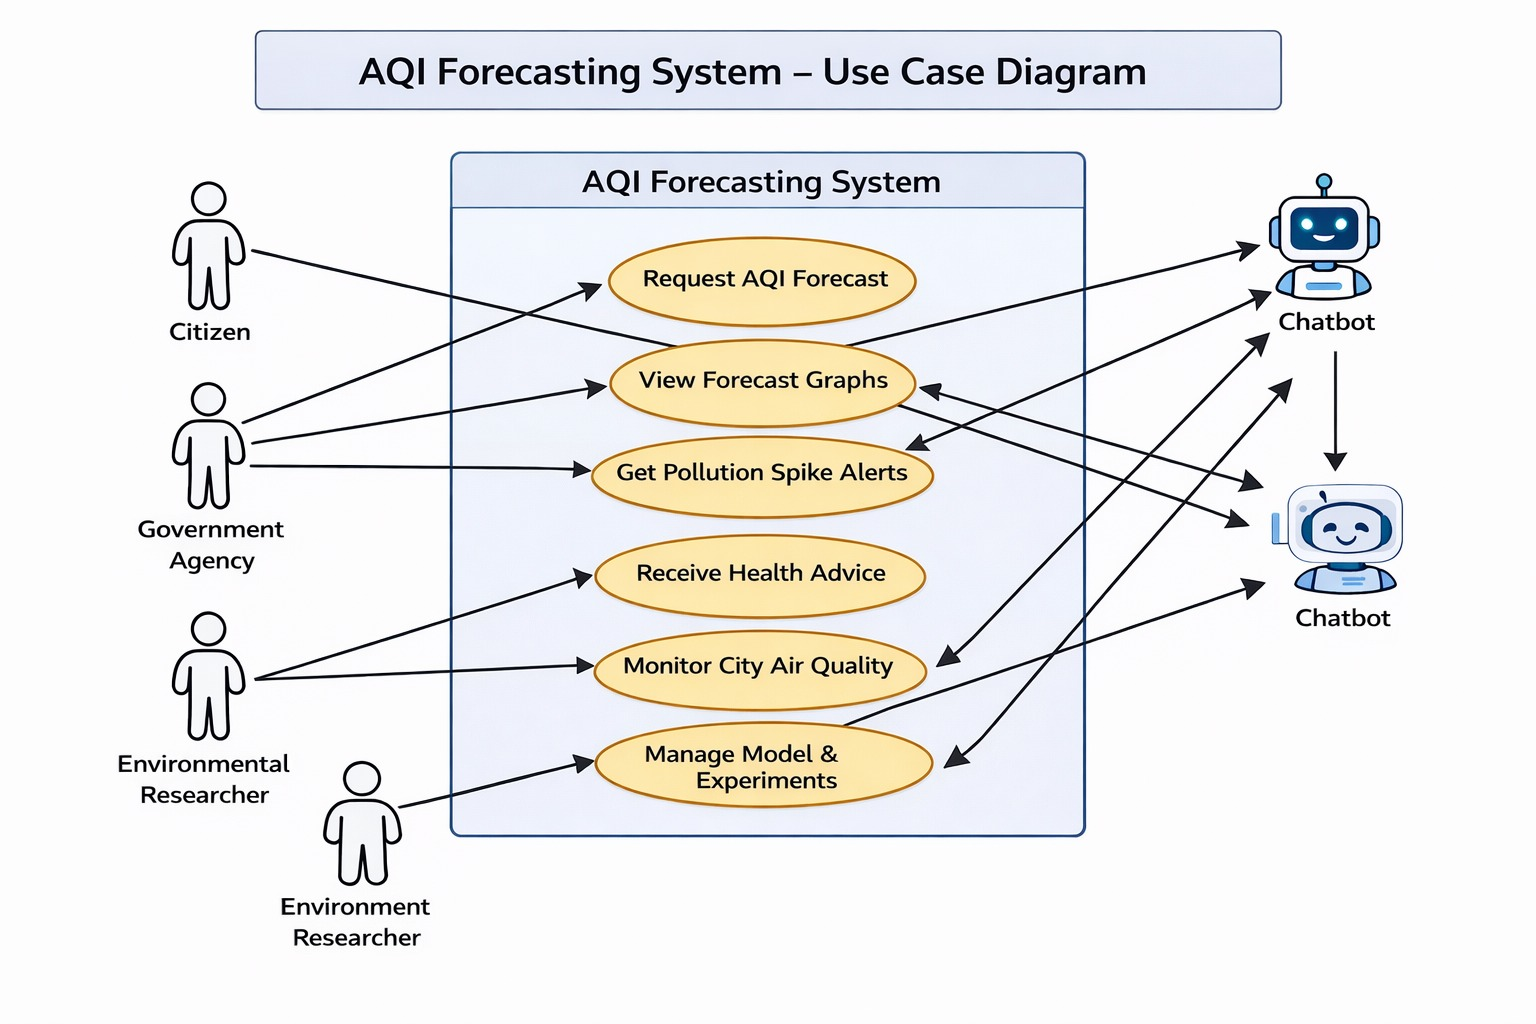 AQI Forecasting System – Use Case Diagram
AQI Forecasting System
Citizen
Government
Agency
Environmental
Researcher
Environment
Researcher
Request AQI Forecast
View Forecast Graphs
Get Pollution Spike Alerts
Receive Health Advice
Monitor City Air Quality
Manage Model &
Experiments
Chatbot
Chatbot